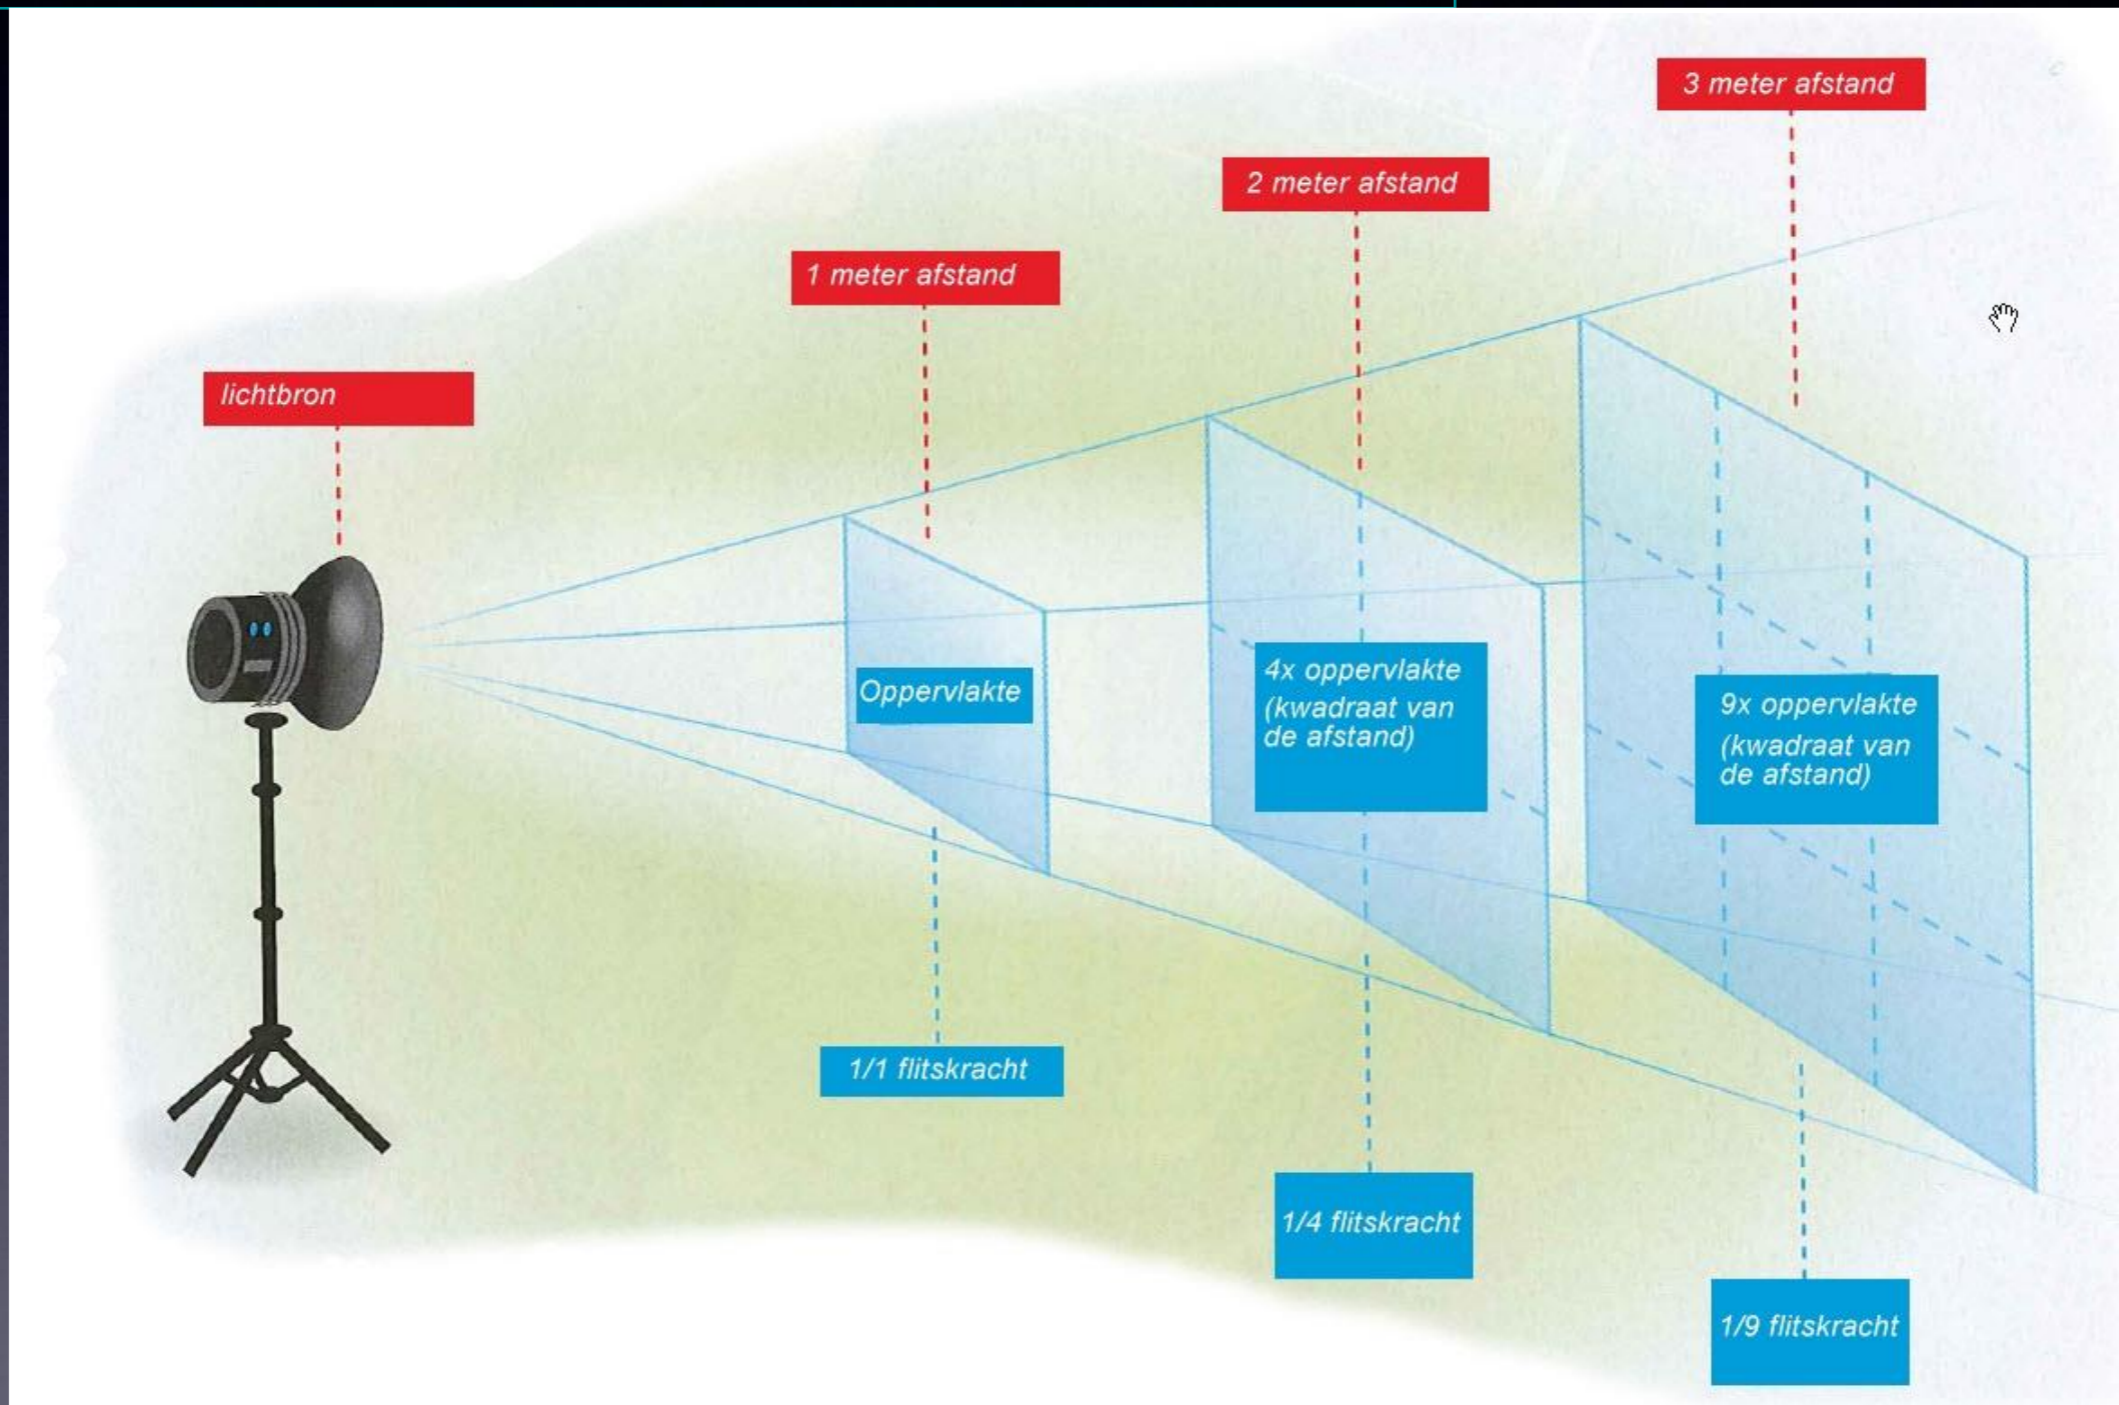 3 meter afstand
2 meter afstand
1 meter afstand
lichtbron
Oppervlakte
4x oppervlakte
(kwadraat van
de afstand)
9x oppervlakte
(kwadraat van
de afstand)
1/1 flitskracht
1/4 flitskracht
1/9 flitskracht